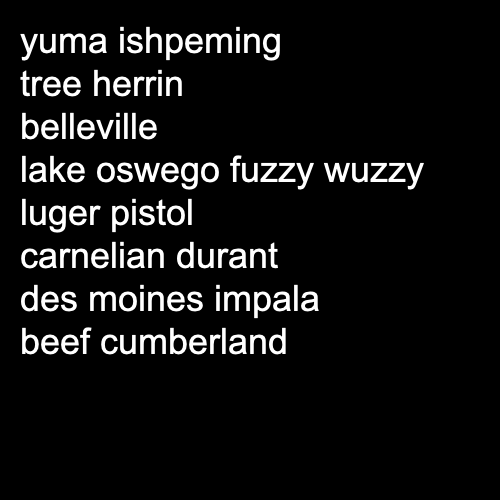 yuma ishpeming
tree herrin
belleville
lake oswego fuzzy wuzzy
luger pistol
carnelian durant
des moines impala
beef cumberland